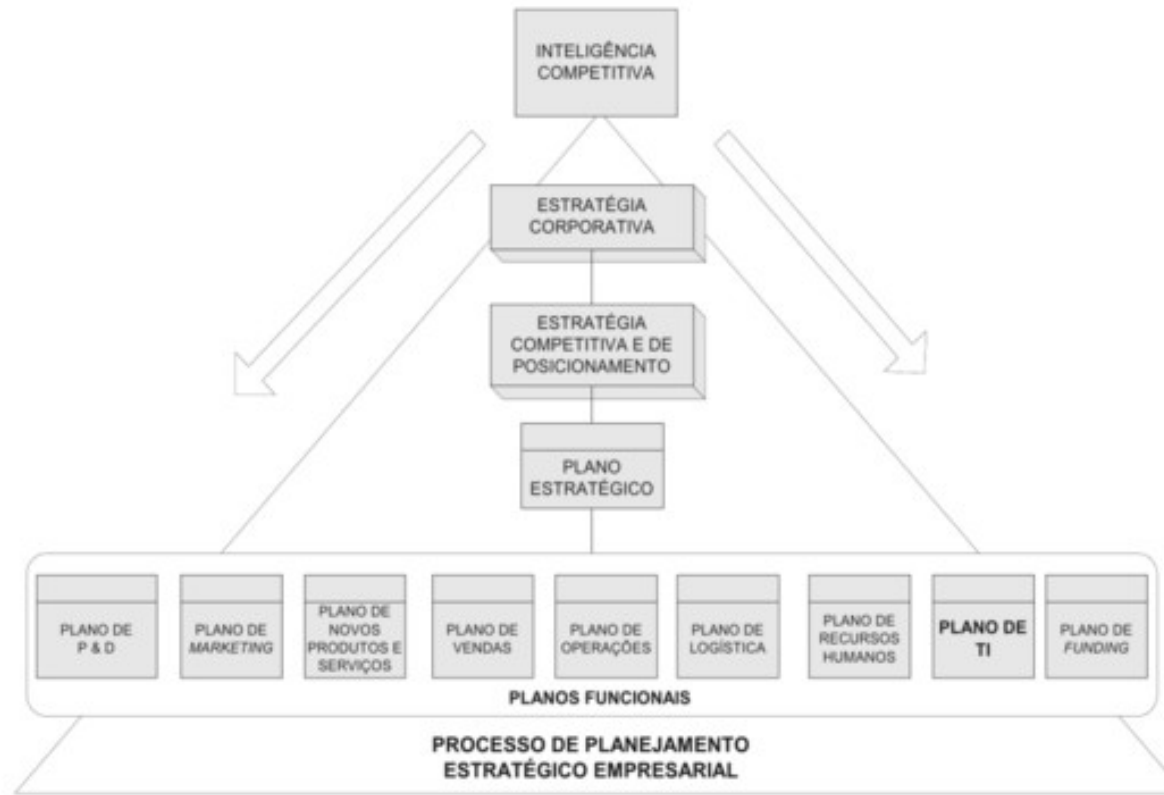 INTELIGÊNCIA
COMPETITIVA
ESTRATÉGIA
CORPORATIVA
ESTRATÉGIA
COMPETITIVA E DE
POSICIONAMENTO
PLANO
ESTRATÉGICO
PLANO DE
P & D
PLANO DE
MARKETING
PLANO DE
NOVOS
PRODUTOS E
SERVIÇOS
PLANO DE
VENDAS
PLANO DE
OPERAÇÕES
PLANO DE
LOGÍSTICA
PLANO DE
RECURSOS
HUMANOS
PLANO DE
TI
PLANO DE
FUNDING
PLANOS FUNCIONAIS
PROCESSO DE PLANEJAMENTO
ESTRATÉGICO EMPRESARIAL